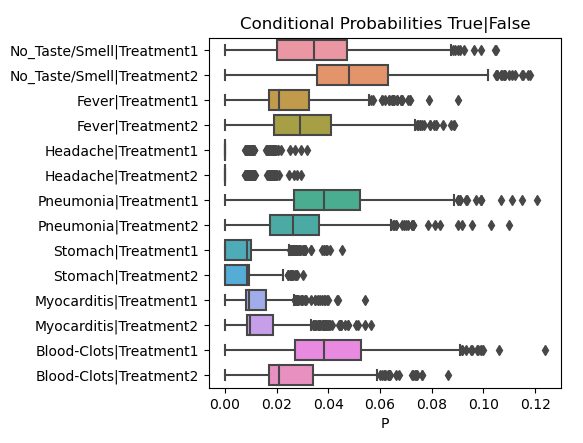 Conditional Probabilities True|False
No_Taste/Smell|Treatment1
No_Taste/Smell|Treatment2
Fever|Treatment1
Fever|Treatment2
Headache|Treatment1
Headache|Treatment2
Pneumonia|Treatment1
Pneumonia|Treatment2
Stomach|Treatment1
Stomach|Treatment2
Myocarditis|Treatment1
Myocarditis|Treatment2
Blood-Clots|Treatment1
Blood-Clots|Treatment2
0.00 0.02 0.04 0.06 0.08 0.10 0.12
P